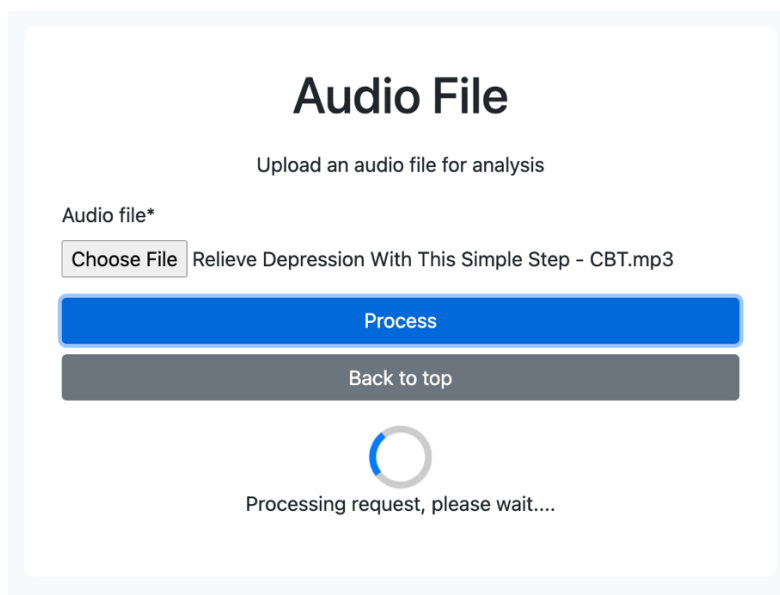 Audio File
Upload an audio file for analysis
Audio file*
Choose File Relieve Depression With This Simple Step - CBT.mp3
Process
Back to top
Processing request, please wait....